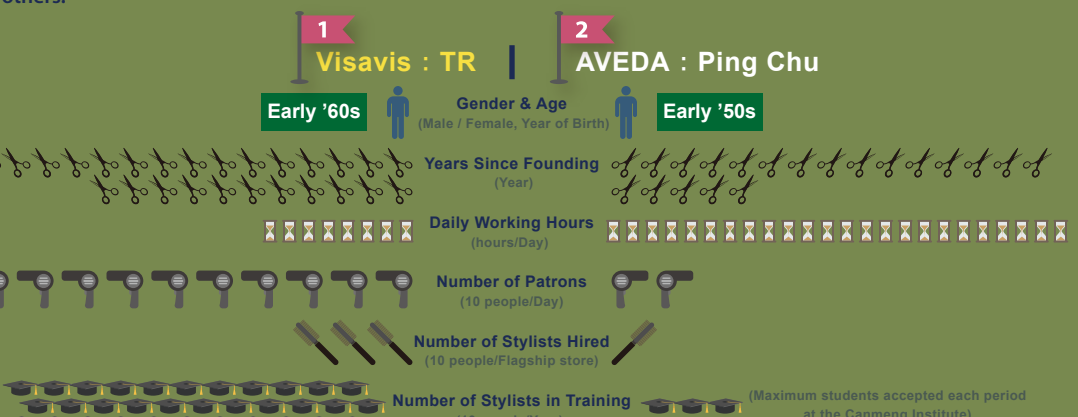 others.
1
2
Visavis : TR
AVEDA : Ping Chu
Early ’60s
Gender & Age
(Male / Female, Year of Birth)
Early ’50s
Years Since Founding
(Year)
Daily Working Hours
(hours/Day)
Number of Patrons
(10 people/Day)
Number of Stylists Hired
(10 people/Flagship store)
Number of Stylists in Training
(Maximum students accepted each period
at the Canmeng Institute)